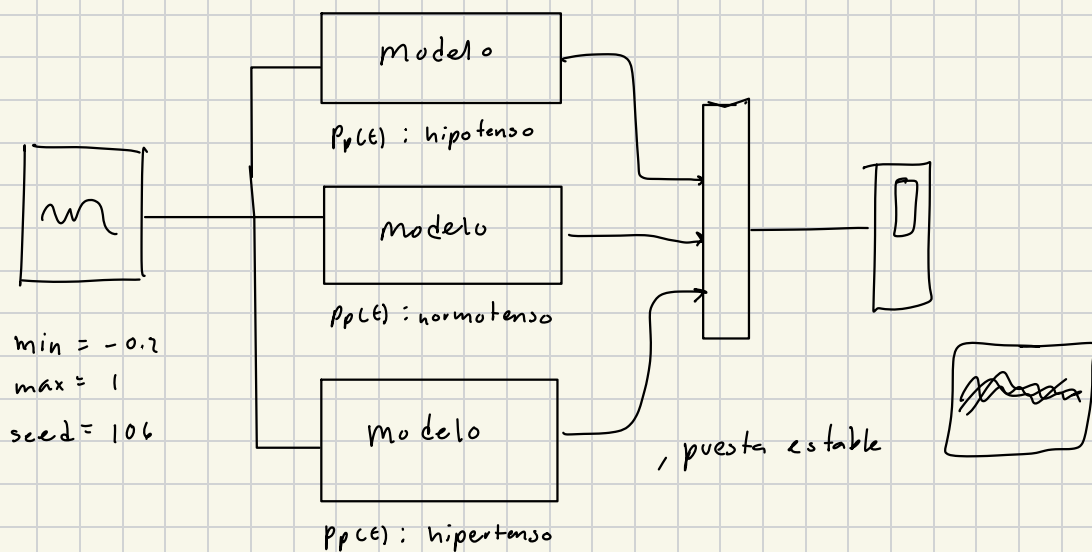 modelo
Pp(t) : hipotenso
modelo
Pp(t) : normotenso
min = - 0.2
max = 1
seed = 106
modelo
, puesta estable
Pp(t) : hipertenso